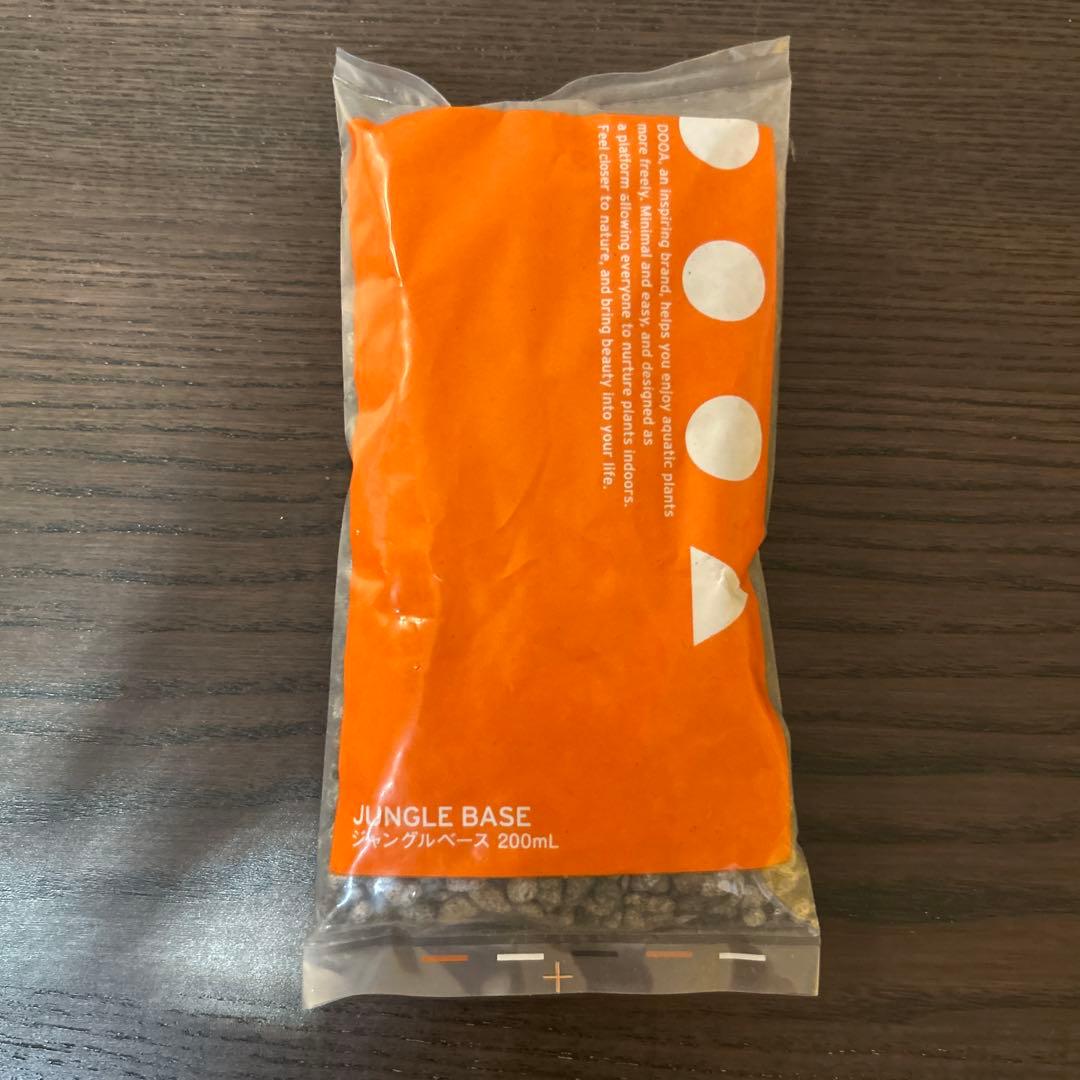 DOOA, an inspiring brand, helps you enjoy aquatic plants
more freely. Minimal and easy, and designed as
a platform allowing everyone to nurture plants indoors.
Feel closer to nature, and bring beauty into your life.
JUNGLE BASE
ジャングルベース 200mL